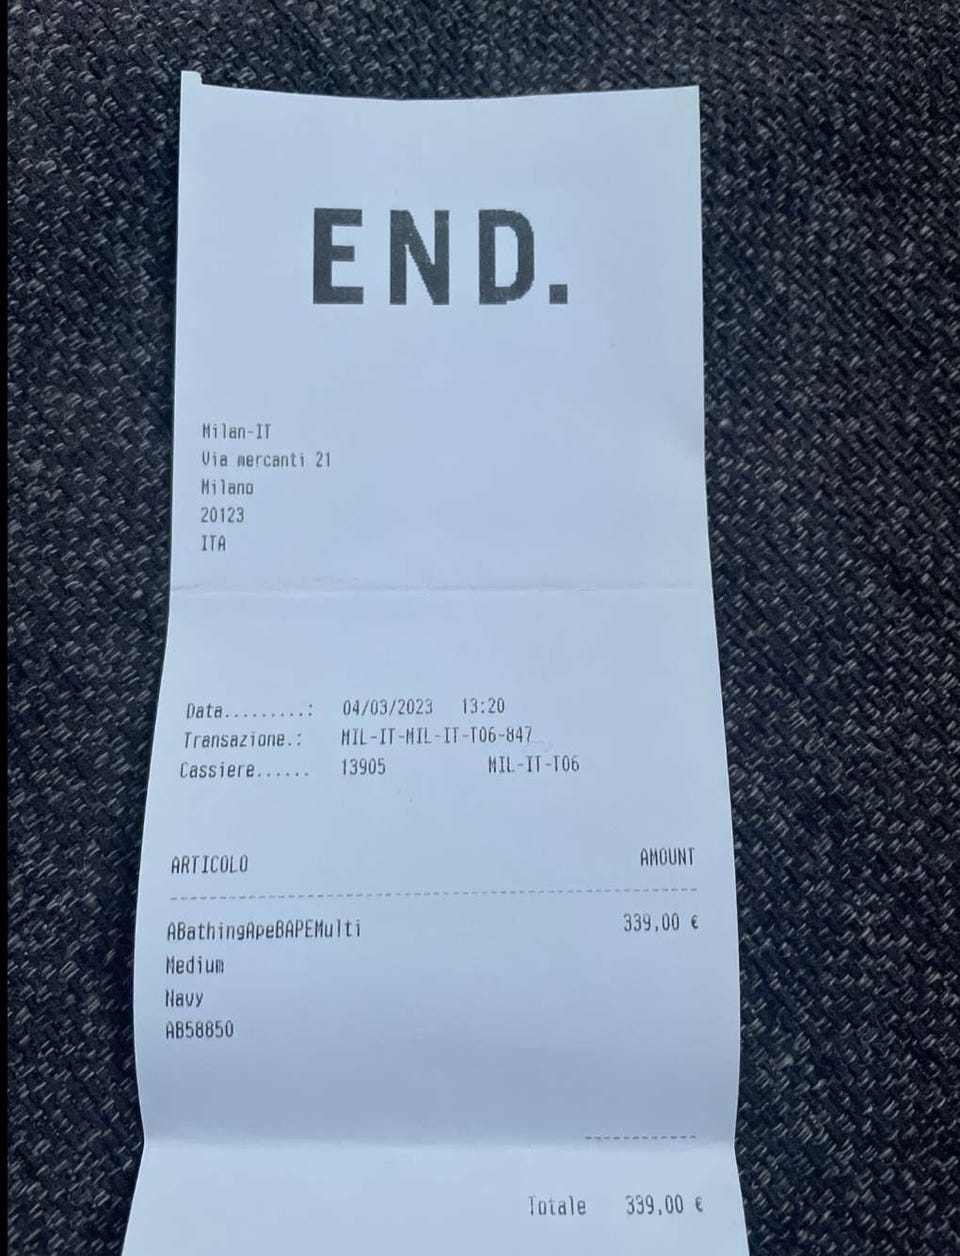 END.
Milan-IT
Via mercanti 21
Milano
20123
ITA
Data.........: 04/03/2023 13:20
Transazione.: MIL-IT-MIL-IT-T06-847
Cassiere...... 13905 MIL-IT-T06
ARTICOLO AMOUNT
ABathingApeBAPEMulti 339,00 €
Medium
Navy
AB58850
Totale 339,00 €